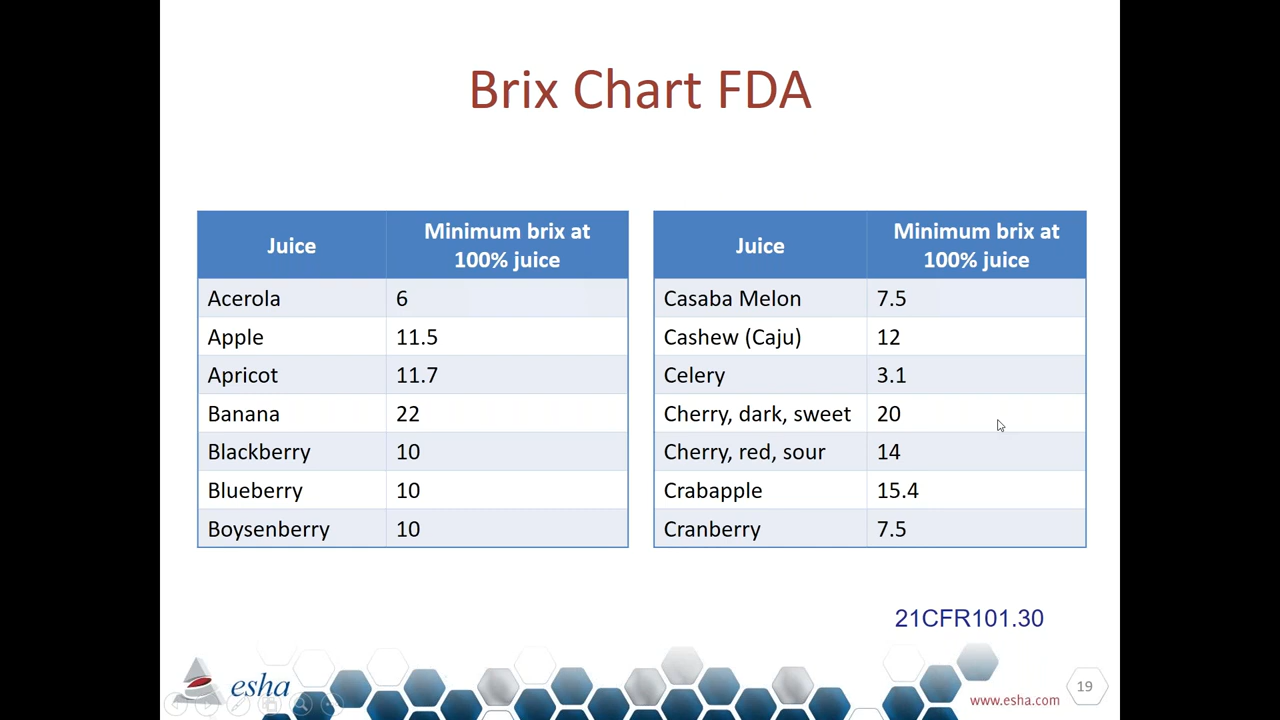 Brix Chart FDA
Juice
Minimum brix at
100% juice
Acerola 6
Apple 11.5
Apricot 11.7
Banana 22
Blackberry 10
Blueberry 10
Boysenberry 10
Juice
Minimum brix at
100% juice
Casaba Melon 7.5
Cashew (Caju) 12
Celery 3.1
Cherry, dark, sweet 20
Cherry, red, sour 14
Crabapple 15.4
Cranberry 7.5
21CFR101.30
esha
www.esha.com
19